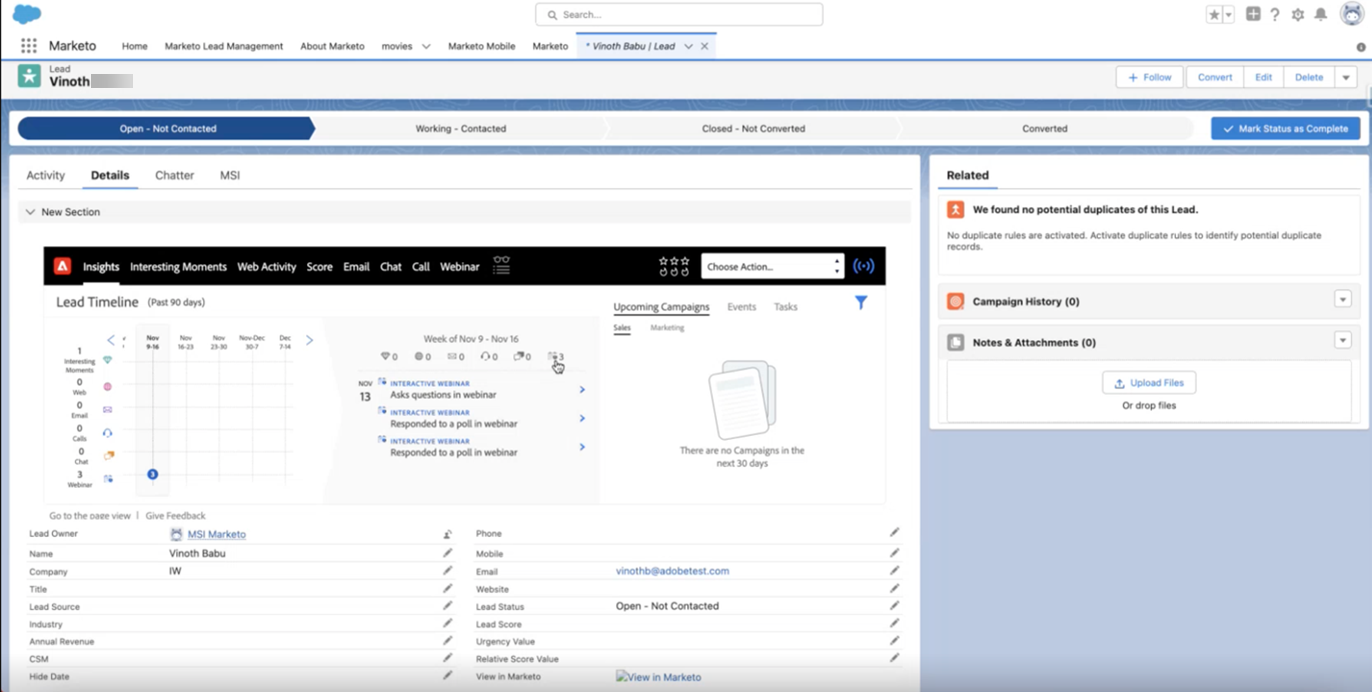 Search...
Marketo
Home
Marketo Lead Management
About Marketo
movies
Marketo Mobile
Marketo
* Vinoth Babu | Lead
Lead
Vinoth
Follow
Convert
Edit
Delete
Open - Not Contacted
Working - Contacted
Closed - Not Converted
Converted
Mark Status as Complete
Activity
Details
Chatter
MSI
New Section
Insights
Interesting Moments
Web Activity
Score
Email
Chat
Call
Webinar
Choose Action...
Lead Timeline (Past 90 days)
Nov
9-16
Nov
16-23
Nov
23-30
Nov-Dec
30-7
Dec
7-14
1
Interesting
Moments
0
Web
0
Email
0
Calls
0
Chat
3
Webinar
3
Week of Nov 9 - Nov 16
0
0
0
0
0
3
NOV
13
INTERACTIVE WEBINAR
Asks questions in webinar
INTERACTIVE WEBINAR
Responded to a poll in webinar
INTERACTIVE WEBINAR
Responded to a poll in webinar
Upcoming Campaigns
Events
Tasks
Sales
Marketing
There are no Campaigns in the
next 30 days
Go to the page view | Give Feedback
Lead Owner
MSI Marketo
Name
Vinoth Babu
Company
IW
Title
Lead Source
Industry
Annual Revenue
CSM
Hide Date
Phone
Mobile
Email
vinothb@adobetest.com
Website
Lead Status
Open - Not Contacted
Lead Score
Urgency Value
Relative Score Value
View in Marketo
View in Marketo
Related
We found no potential duplicates of this Lead.
No duplicate rules are activated. Activate duplicate rules to identify potential duplicate
records.
Campaign History (0)
Notes & Attachments (0)
Upload Files
Or drop files